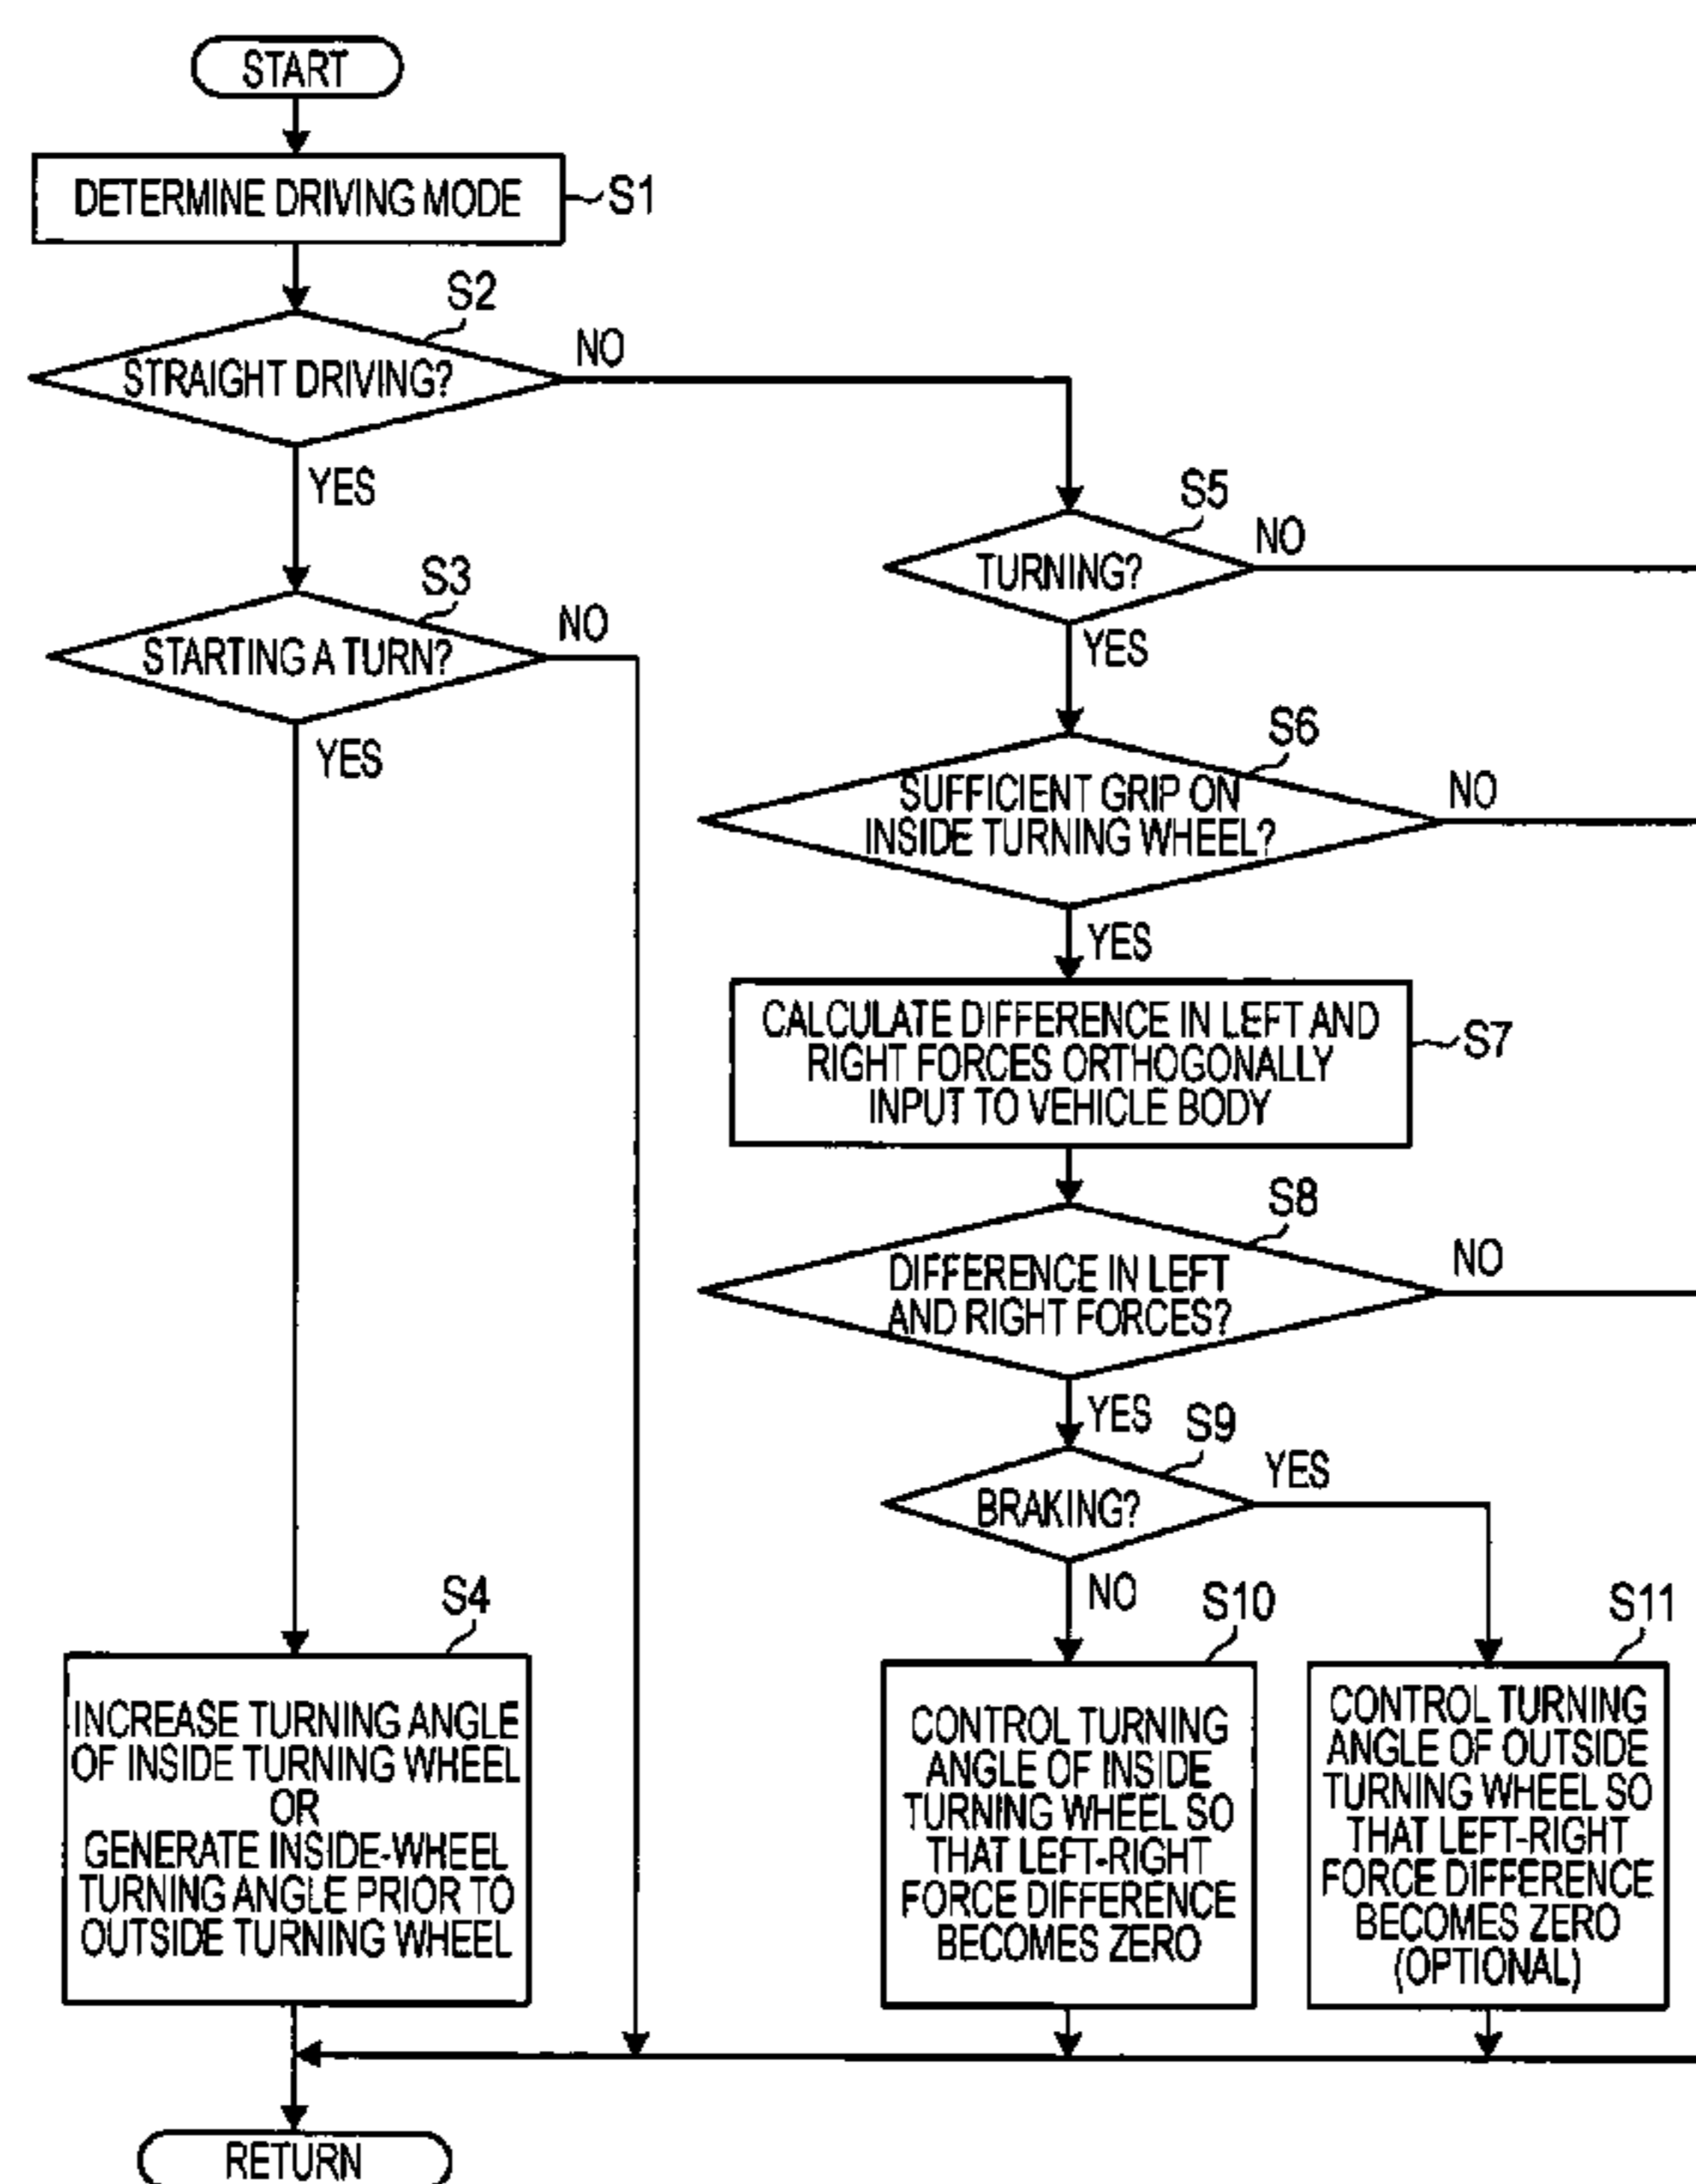 START
DETERMINE DRIVING MODE
S1
S2
STRAIGHT DRIVING?
NO
YES
S3
STARTING A TURN?
NO
YES
S4
INCREASE TURNING ANGLE
OF INSIDE TURNING WHEEL
OR
GENERATE INSIDE-WHEEL
TURNING ANGLE PRIOR TO
OUTSIDE TURNING WHEEL
S5
TURNING?
NO
YES
S6
SUFFICIENT GRIP ON
INSIDE TURNING WHEEL?
NO
YES
CALCULATE DIFFERENCE IN LEFT AND
RIGHT FORCES ORTHOGONALLY
INPUT TO VEHICLE BODY
S7
S8
DIFFERENCE IN LEFT
AND RIGHT FORCES?
NO
YES
S9
BRAKING?
YES
NO
S10
CONTROL TURNING
ANGLE OF INSIDE
TURNING WHEEL SO
THAT LEFT-RIGHT
FORCE DIFFERENCE
BECOMES ZERO
S11
CONTROL TURNING
ANGLE OF OUTSIDE
TURNING WHEEL SO
THAT LEFT-RIGHT
FORCE DIFFERENCE
BECOMES ZERO
(OPTIONAL)
RETURN